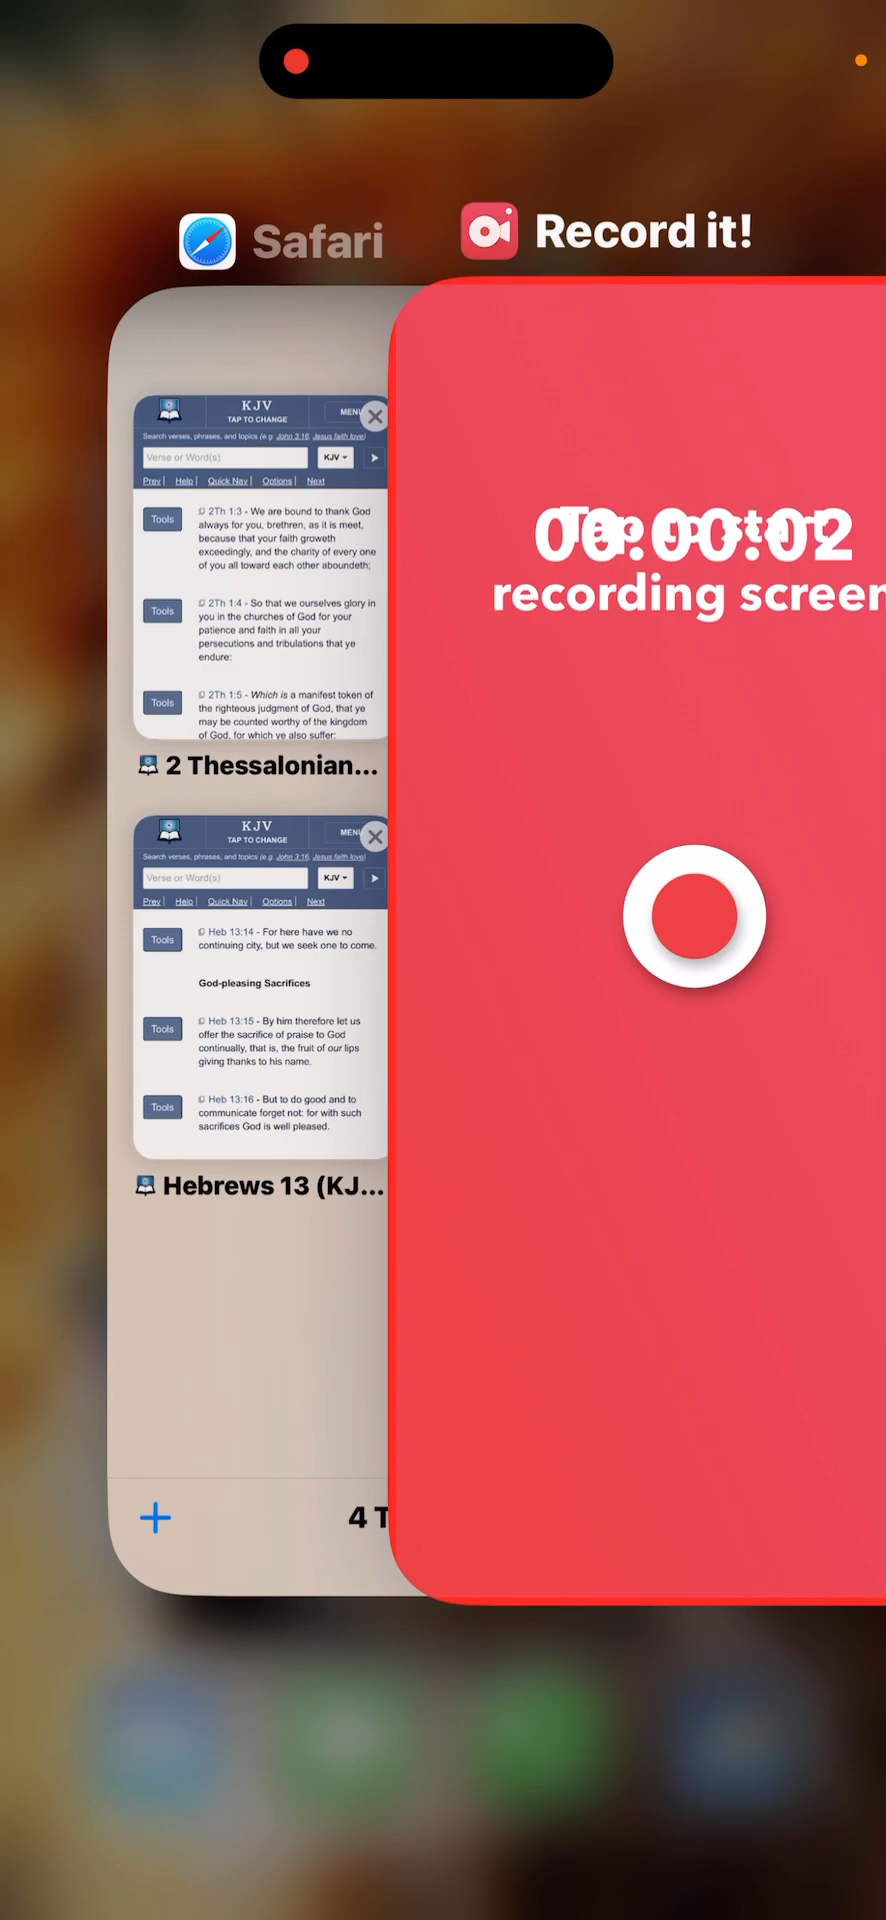 Safari
Record it!
KJV
TAP TO CHANGE
Search verses, phrases, and topics (e.g. John 3:16, Jesus faith love)
Verse or Word(s)
KJV
Prev | Help | Quick Nav | Options | Next
Tools
2Th 1:3 - We are bound to thank God
always for you, brethren, as it is meet,
because that your faith groweth
exceedingly, and the charity of every one
of you all toward each other aboundeth;
Tools
2Th 1:4 - So that we ourselves glory in
you in the churches of God for your
patience and faith in all your
persecutions and tribulations that ye
endure:
Tools
2Th 1:5 - Which is a manifest token of
the righteous judgment of God, that ye
may be counted worthy of the kingdom
of God, for which ye also suffer:
2 Thessalonian...
KJV
TAP TO CHANGE
Search verses, phrases, and topics (e.g. John 3:16, Jesus faith love)
Verse or Word(s)
KJV
Prev | Help | Quick Nav | Options | Next
Tools
Heb 13:14 - For here have we no
continuing city, but we seek one to come.
God-pleasing Sacrifices
Tools
Heb 13:15 - By him therefore let us
offer the sacrifice of praise to God
continually, that is, the fruit of our lips
giving thanks to his name.
Tools
Heb 13:16 - But to do good and to
communicate forget not: for with such
sacrifices God is well pleased.
Hebrews 13 (KJ...
4 T
Tap to start
00:00:02
recording screen